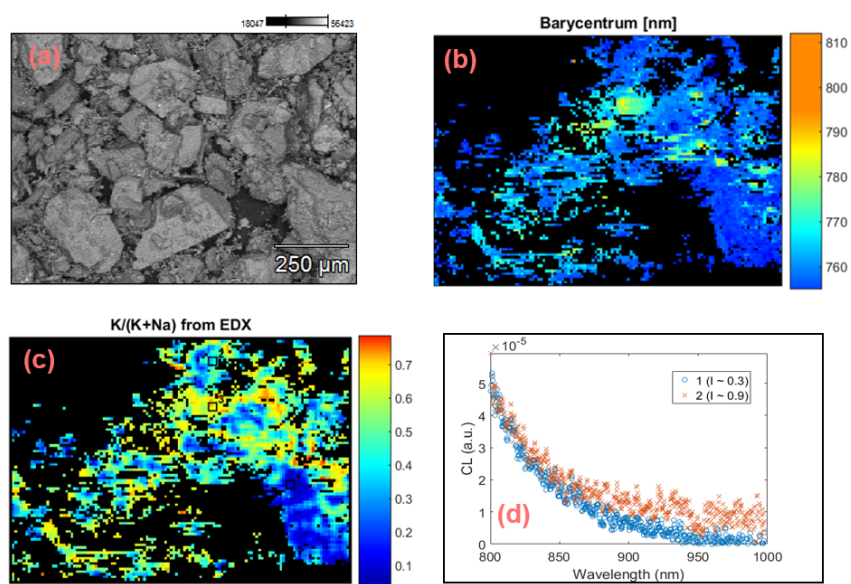 18047 56423
(a)
250 µm
Barycentrum [nm]
(b)
810
800
790
780
770
760
K/(K+Na) from EDX
(c)
0.7
0.6
0.5
0.4
0.3
0.2
0.1
× 10⁻⁵
5
4
3
2
1
0
CL (a.u.)
1 (I ~ 0.3)
2 (I ~ 0.9)
(d)
800 850 900 950 1000
Wavelength (nm)